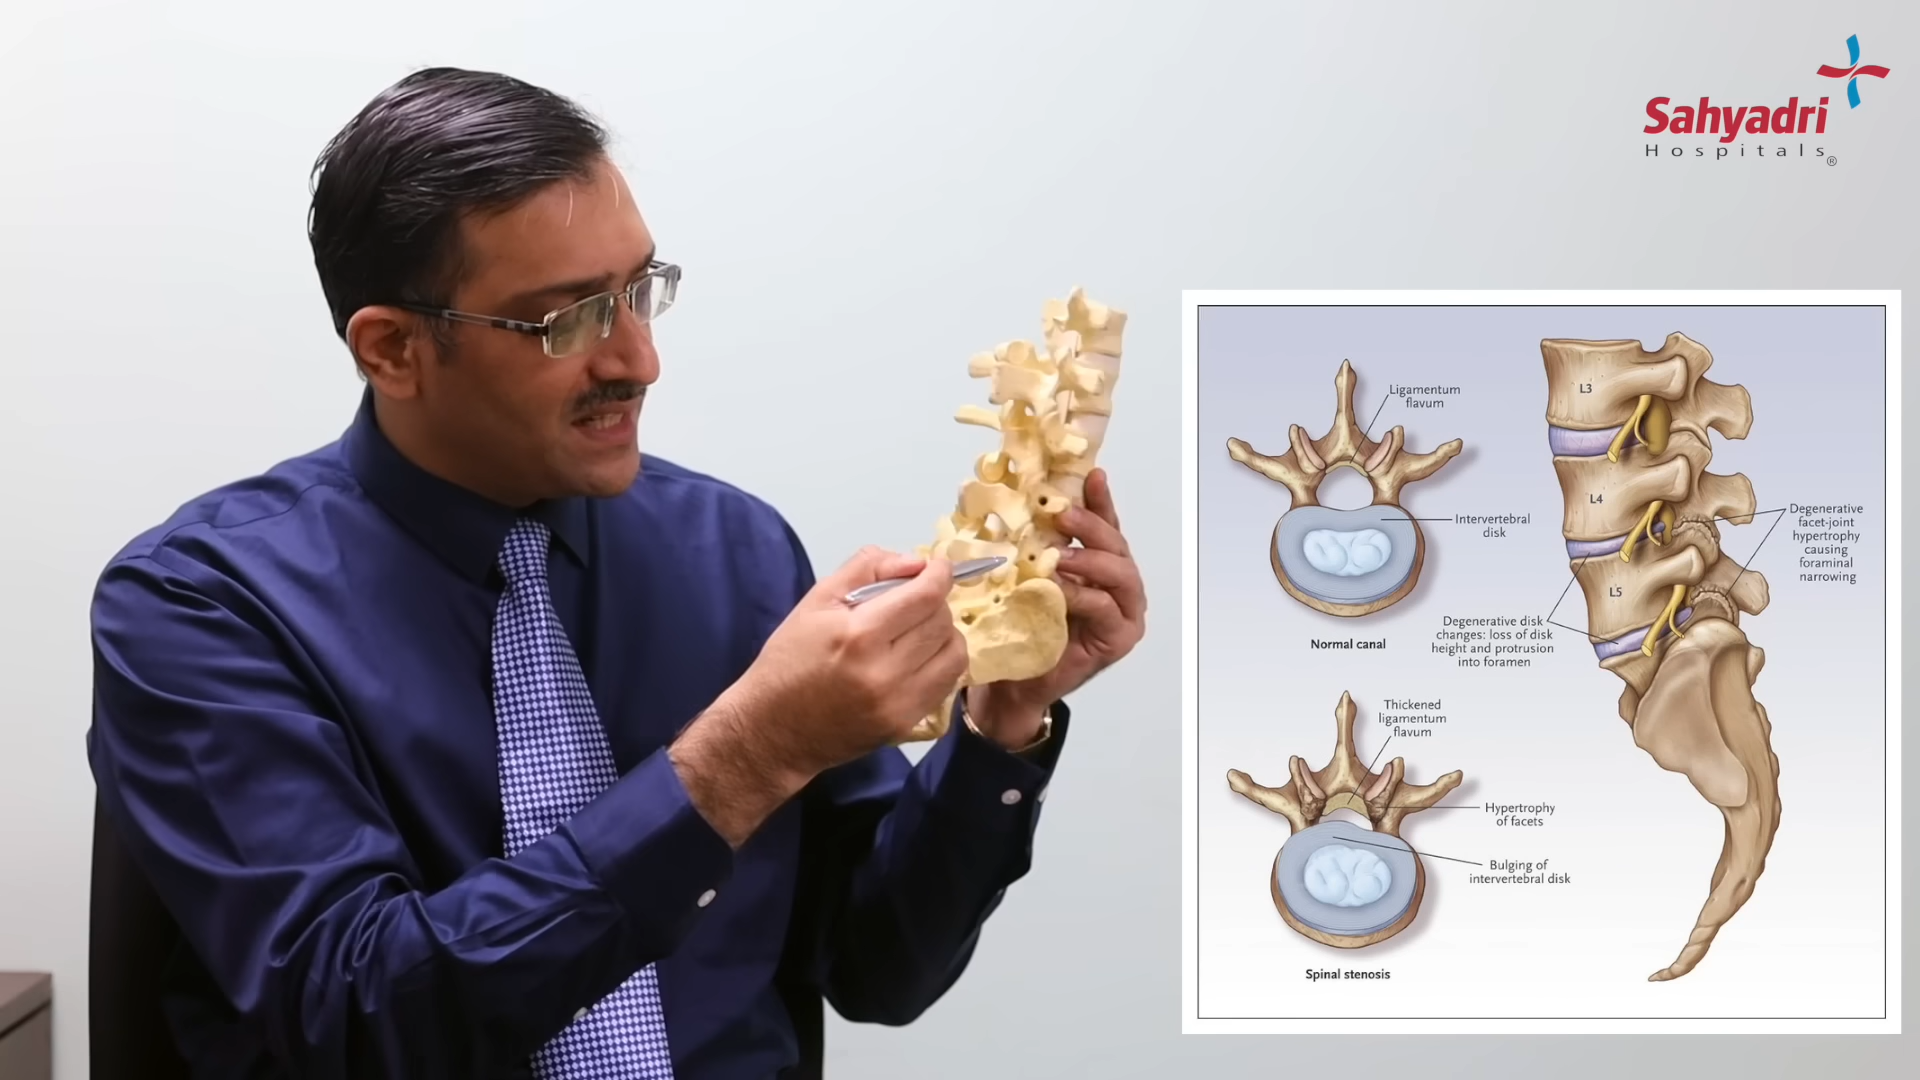 Sahyadri
Hospitals®
Ligamentum
flavum
Intervertebral
disk
Normal canal
L3
L4
L5
Degenerative
facet-joint
hypertrophy
causing
foraminal
narrowing
Degenerative disk
changes: loss of disk
height and protrusion
into foramen
Thickened
ligamentum
flavum
Hypertrophy
of facets
Bulging of
intervertebral disk
Spinal stenosis